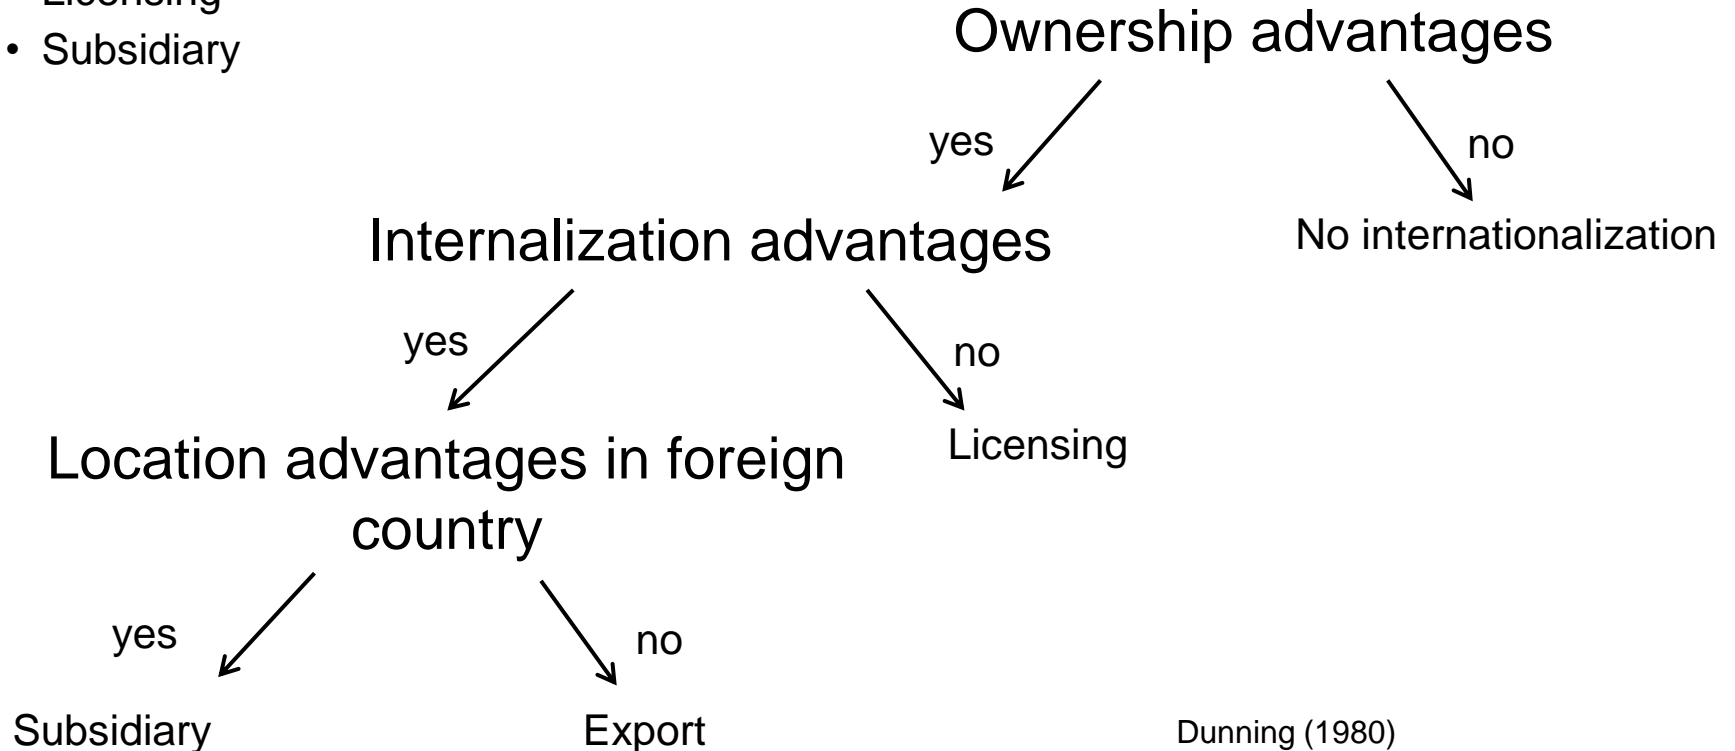 Licensing
• Subsidiary
Ownership advantages
yes
no
Internalization advantages
No internationalization
yes
no
Location advantages in foreign
country
Licensing
yes
no
Subsidiary
Export
Dunning (1980)